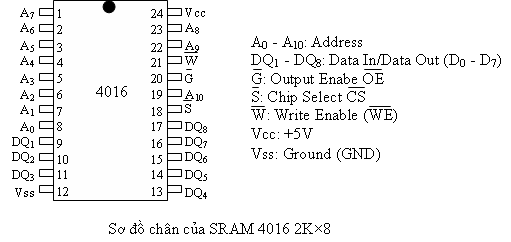 A7 1 24 Vcc
A6 2 23 A8
A5 3 22 A9
A4 4 21 W̅
A3 5 20 G̅
A2 6 4016 19 A10
A1 7 18 S̅
A0 8 17 DQ8
DQ1 9 16 DQ7
DQ2 10 15 DQ6
DQ3 11 14 DQ5
Vss 12 13 DQ4
A0 - A10: Address
DQ1 - DQ8: Data In/Data Out (D0 - D7)
G̅: Output Enabe O̅E̅
S̅: Chip Select C̅S̅
W̅: Write Enable (W̅E̅)
Vcc: +5V
Vss: Ground (GND)
Sơ đồ chân của SRAM 4016 2K×8